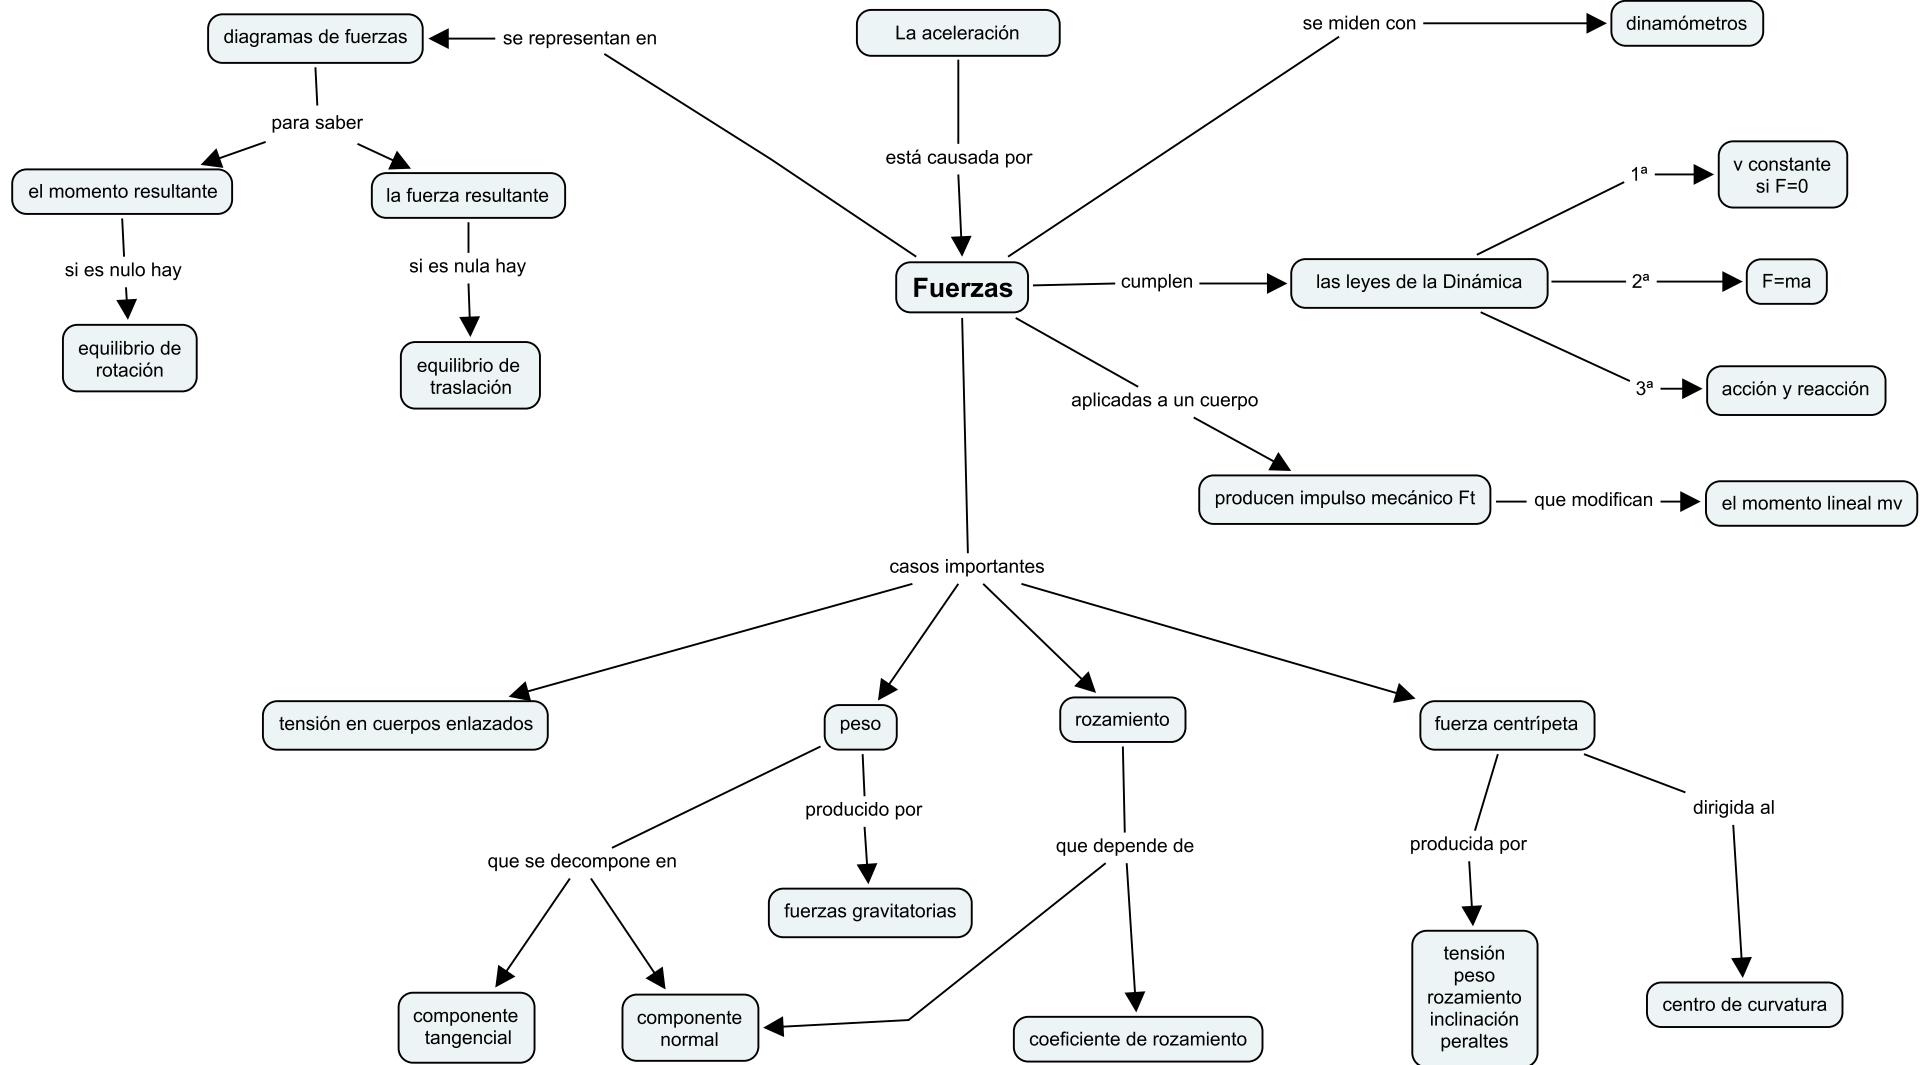 diagramas de fuerzas
se representan en
La aceleración
se miden con
dinamómetros
para saber
está causada por
el momento resultante
la fuerza resultante
1ª
v constante
si F=0
si es nulo hay
si es nula hay
Fuerzas
cumplen
las leyes de la Dinámica
2ª
F=ma
equilibrio de
rotación
equilibrio de
traslación
3ª
acción y reacción
aplicadas a un cuerpo
producen impulso mecánico Ft
que modifican
el momento lineal mv
casos importantes
tensión en cuerpos enlazados
peso
rozamiento
fuerza centrípeta
producido por
dirigida al
que se decompone en
que depende de
producida por
fuerzas gravitatorias
componente
tangencial
componente
normal
coeficiente de rozamiento
tensión
peso
rozamiento
inclinación
peraltes
centro de curvatura